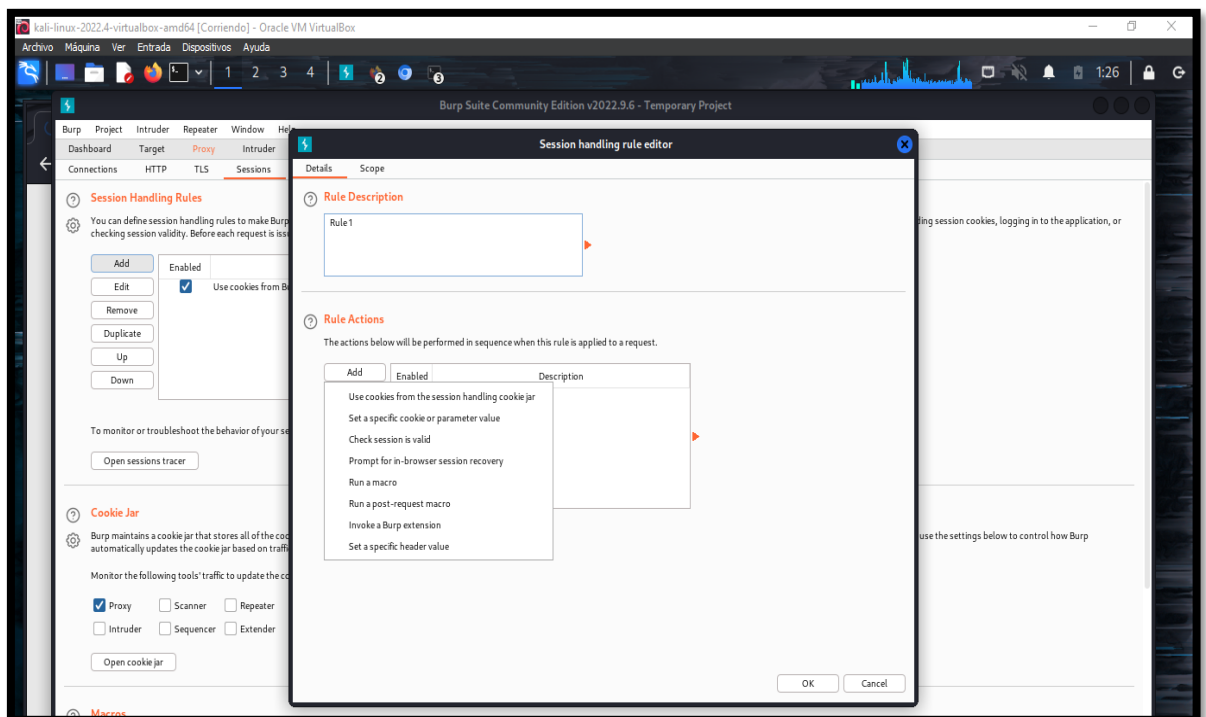 kali-linux-2022.4-virtualbox-amd64 [Corriendo] - Oracle VM VirtualBox
Archivo Máquina Ver Entrada Dispositivos Ayuda
1 2 3 4
1:26
Burp Suite Community Edition v2022.9.6 - Temporary Project
Burp Project Intruder Repeater Window
Dashboard Target Proxy Intruder
Connections HTTP TLS Sessions
Session Handling Rules
You can define session handling rules to make Burp
ing session cookies, logging in to the application, or
checking session validity. Before each request is
Add
Enabled
Edit
Use cookies from
Remove
Duplicate
Up
Down
To monitor or troubleshoot the behavior of your
Open sessions tracer
Cookie Jar
Burp maintains a cookie jar that stores all of the
use the settings below to control how Burp
automatically updates the cookie jar based on
Monitor the following tools' traffic to update the
Proxy Scanner Repeater
Intruder Sequencer Extender
Open cookie jar
Macros
Session handling rule editor
Details Scope
Rule Description
Rule 1
Rule Actions
The actions below will be performed in sequence when this rule is applied to a request.
Add Enabled Description
Use cookies from the session handling cookie jar
Set a specific cookie or parameter value
Check session is valid
Prompt for in-browser session recovery
Run a macro
Run a post-request macro
Invoke a Burp extension
Set a specific header value
OK Cancel